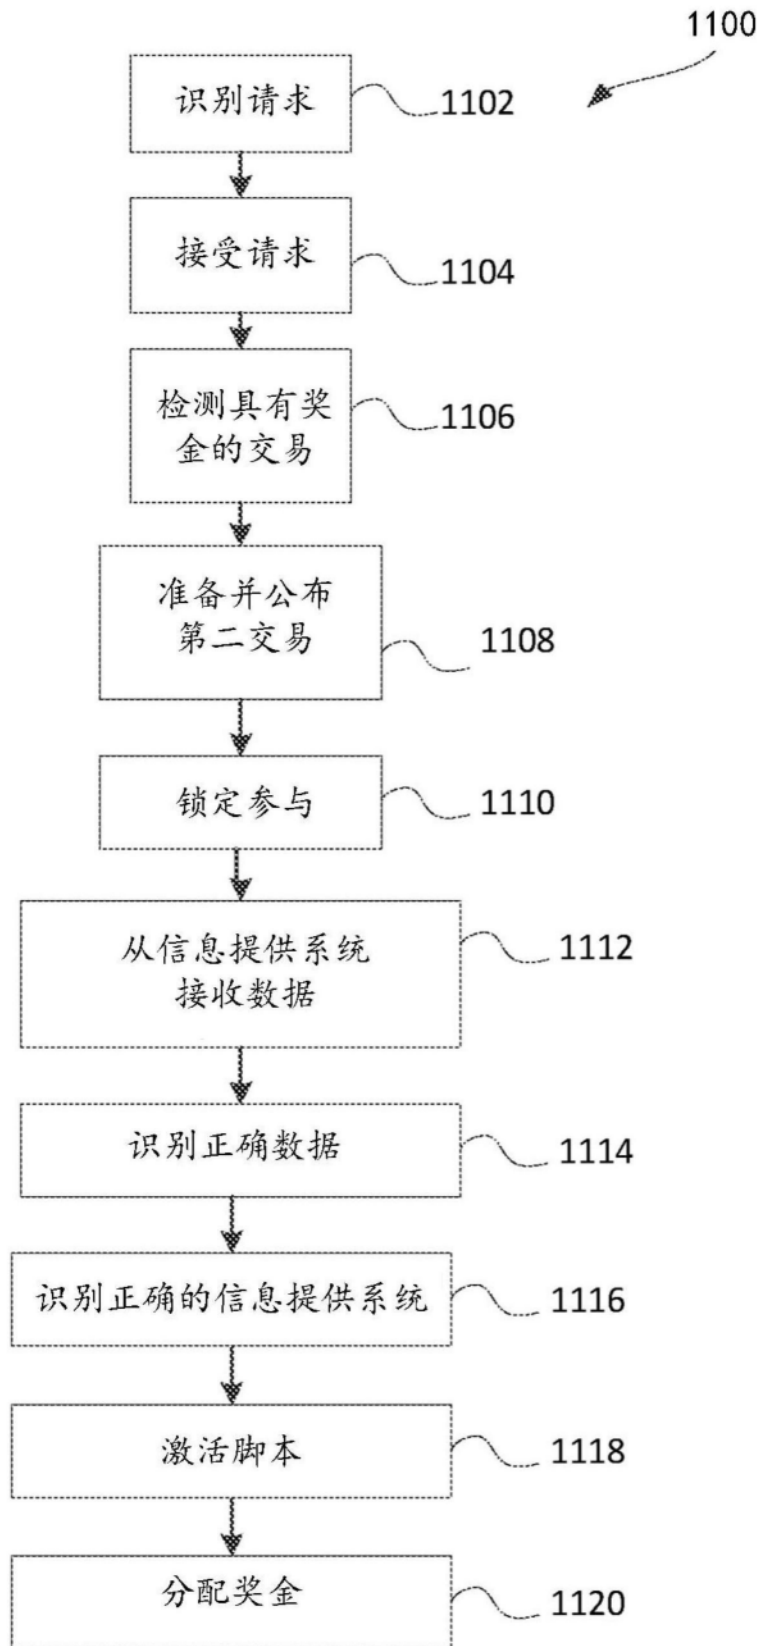 1100
识别请求
1102
接受请求
1104
检测具有奖
金的交易
1106
准备并公布
第二交易
1108
锁定参与
1110
从信息提供系统
接收数据
1112
识别正确数据
1114
识别正确的信息提供系统
1116
激活脚本
1118
分配奖金
1120